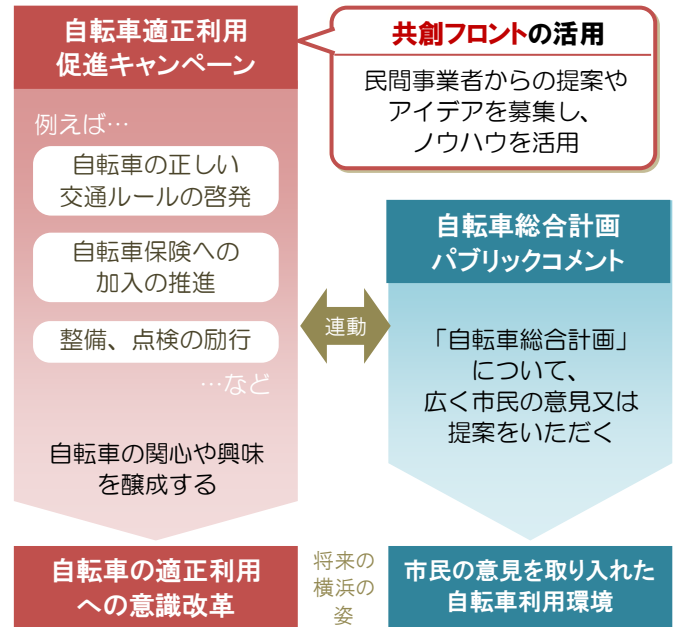 自転車適正利用
促進キャンペーン
共創フロントの活用
民間事業者からの提案や
アイデアを募集し、
ノウハウを活用
例えば…
自転車の正しい
交通ルールの啓発
自転車保険への
加入の推進
整備、点検の励行
…など
自転車の関心や興味
を醸成する
連動
自転車総合計画
パブリックコメント
「自転車総合計画」
について、
広く市民の意見又は
提案をいただく
自転車の適正利用
への意識改革
将来の
横浜の
姿
市民の意見を取り入れた
自転車利用環境